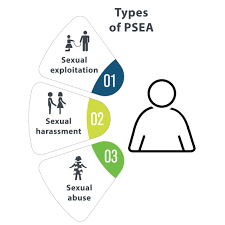 Types
of PSEA
Sexual
exploitation
01
Sexual
harassment
02
03
Sexual
abuse